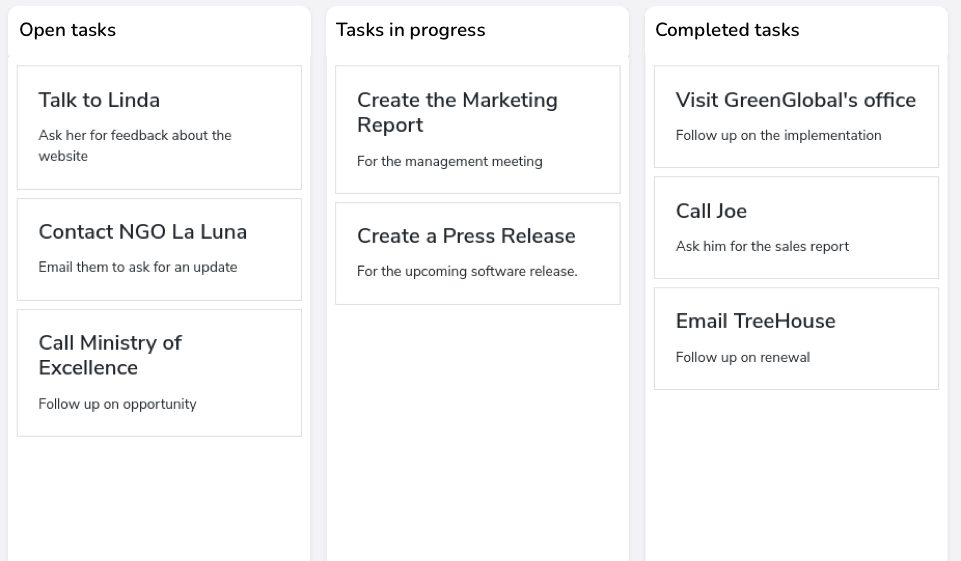 Open tasks
Talk to Linda
Ask her for feedback about the
website
Contact NGO La Luna
Email them to ask for an update
Call Ministry of
Excellence
Follow up on opportunity
Tasks in progress
Create the Marketing
Report
For the management meeting
Create a Press Release
For the upcoming software release.
Completed tasks
Visit GreenGlobal's office
Follow up on the implementation
Call Joe
Ask him for the sales report
Email TreeHouse
Follow up on renewal